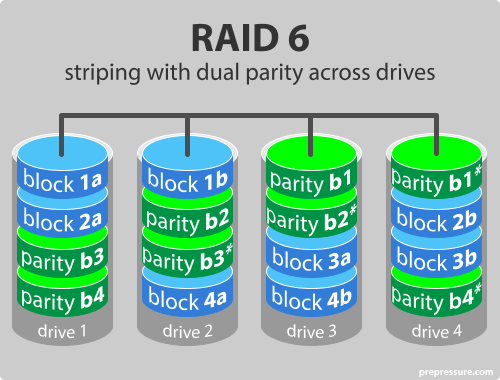 RAID 6
striping with dual parity across drives
block 1a
block 2a
parity b3
parity b4
drive 1
block 1b
parity b2
parity b3*
block 4a
drive 2
parity b1
parity b2*
block 3a
block 4b
drive 3
parity b1*
block 2b
block 3b
parity b4*
drive 4
prepressure.com